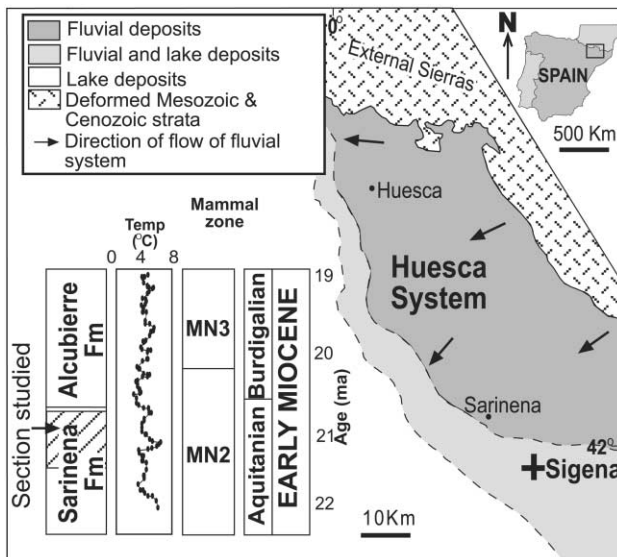 Fluvial deposits
Fluvial and lake deposits
Lake deposits
Deformed Mesozoic &
Cenozoic strata
Direction of flow of fluvial
system
0°
External Sierras
N
SPAIN
500 Km
Huesca
Huesca
System
Sarinena
42°
Sigena
10Km
Mammal
zone
Temp
(°C)
0 4 8
Section studied
Alcubierre
Fm
Sarinena
Fm
MN3
MN2
Burdigalian
Aquitanian
EARLY MIOCENE
19
20
21
22
Age (ma)